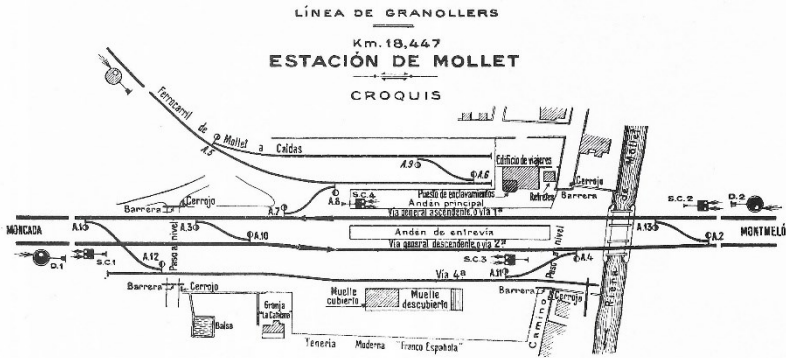 LÍNEA DE GRANOLLERS
Km. 18,447
ESTACIÓN DE MOLLET
CROQUIS
Ferrocarril de Mollet a Caldas
A.5
A.9
A.6
Edificio de viajeros
Puesto de enclavamientos
Retretes
Cerrojo
Barrera
Riera de Mollet
A.8
S.C.4
Andén principal
Barrera
Cerrojo
A.7
Vía general ascendente, o vía 1ª
S.C.2
D.2
MONCADA
A.1
A.3
A.10
Andén de entrevía
A.13
A.2
MONTMELÓ
Paso a nivel
Vía general descendente, o vía 2ª
Paso a nivel
D.1
S.C.1
A.12
S.C.3
A.4
A.11
Vía 4ª
Barrera
Cerrojo
Muelle cubierto
Muelle descubierto
Barrera
Cerrojo
Balsa
Granja
Camino
Tenería Moderna "Franco Española"